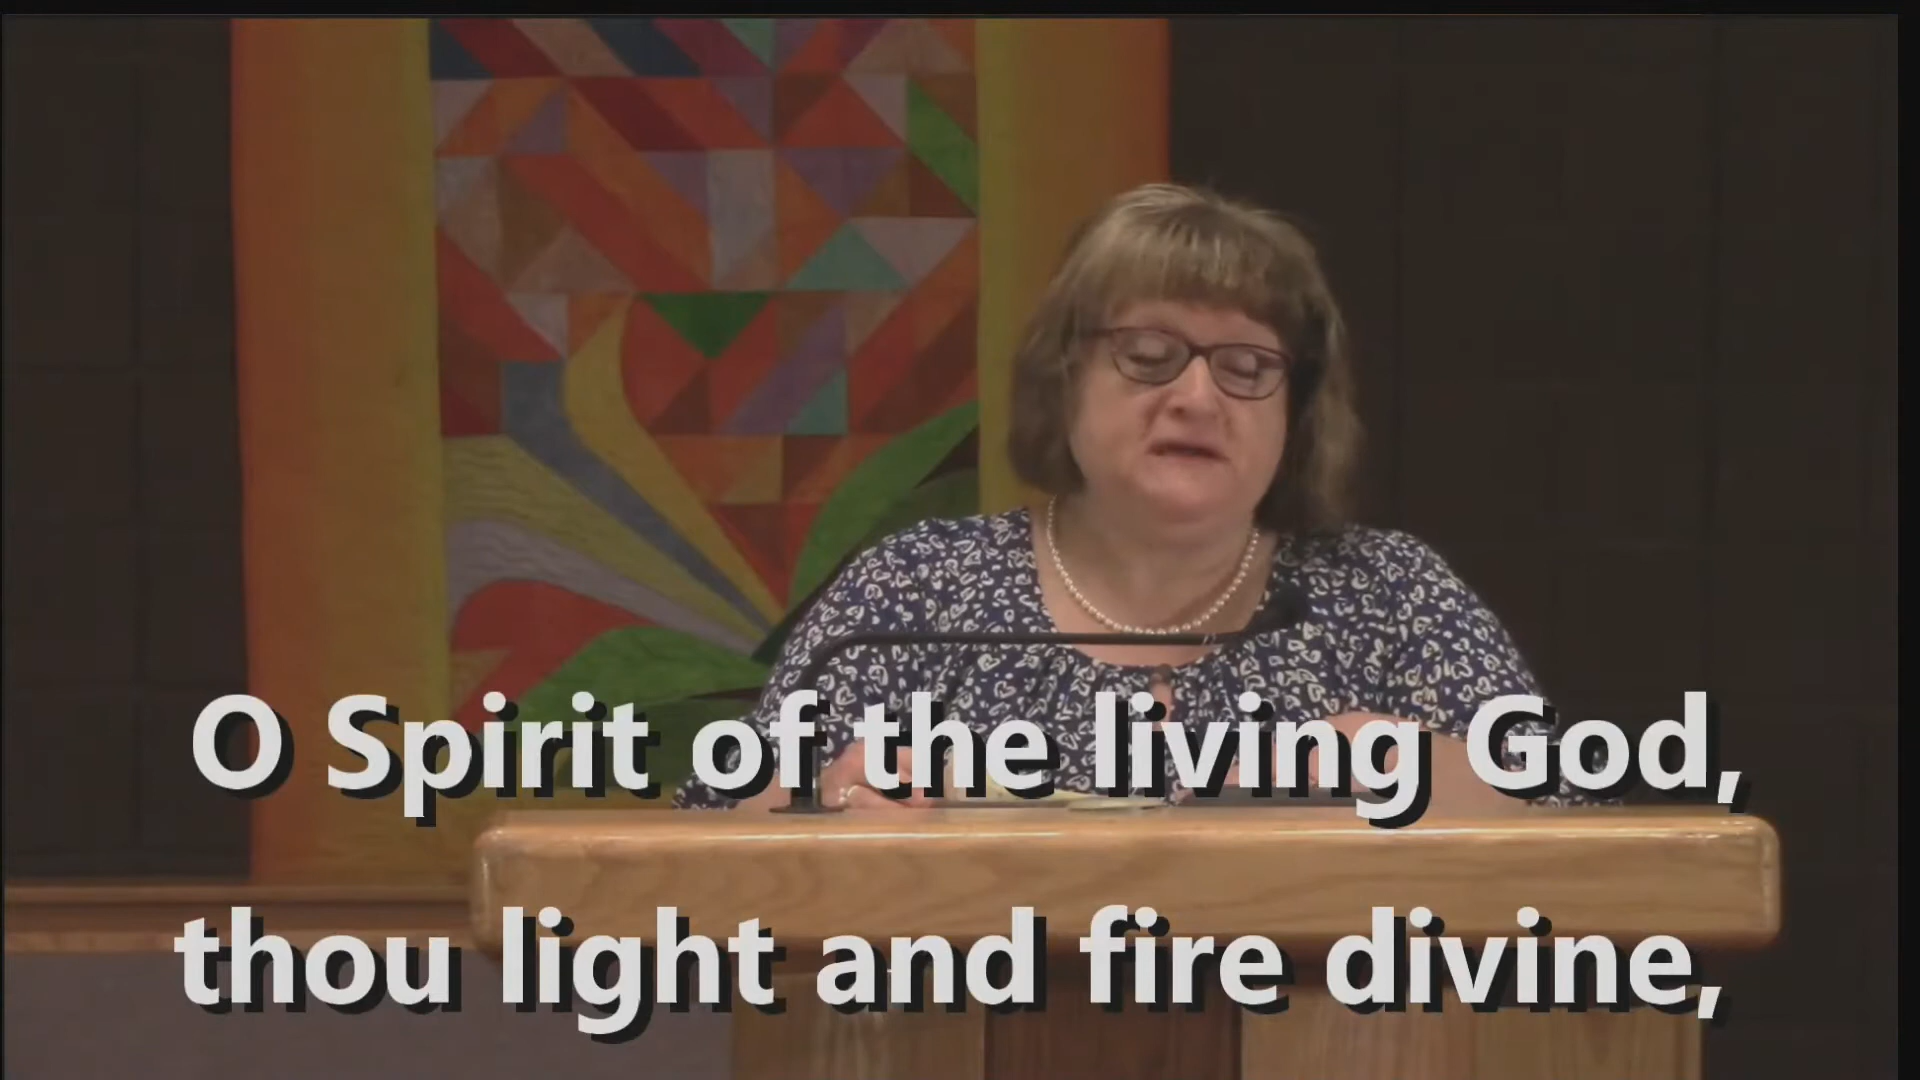 O Spirit of the living God,
thou light and fire divine,